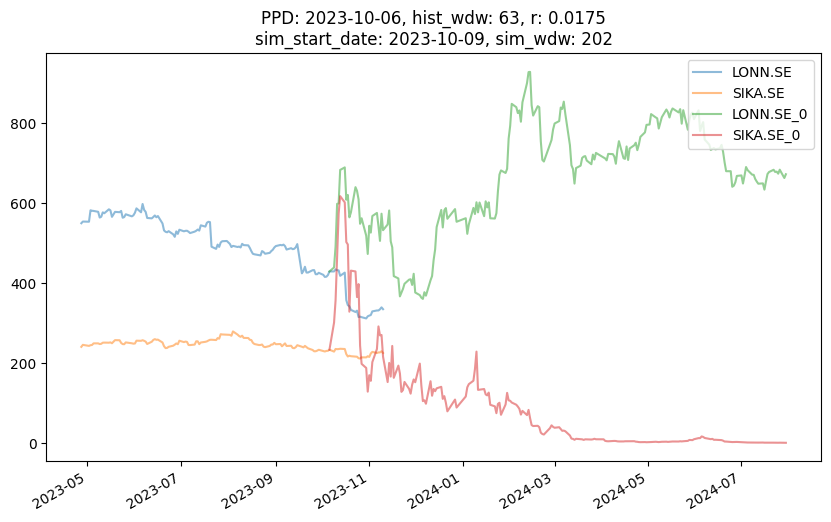 PPD: 2023-10-06, hist_wdw: 63, r: 0.0175
sim_start_date: 2023-10-09, sim_wdw: 202
LONN.SE
SIKA.SE
LONN.SE_0
SIKA.SE_0
800
600
400
200
0
2023-05
2023-07
2023-09
2023-11
2024-01
2024-03
2024-05
2024-07